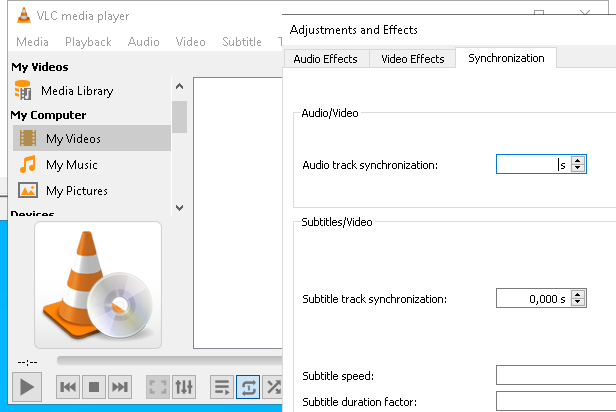 VLC media player
Media Playback Audio Video Subtitle
My Videos
Media Library
My Computer
My Videos
My Music
My Pictures
Devices
--:--
Adjustments and Effects
Audio Effects Video Effects Synchronization
Audio/Video
Audio track synchronization: s
Subtitles/Video
Subtitle track synchronization: 0,000 s
Subtitle speed:
Subtitle duration factor: